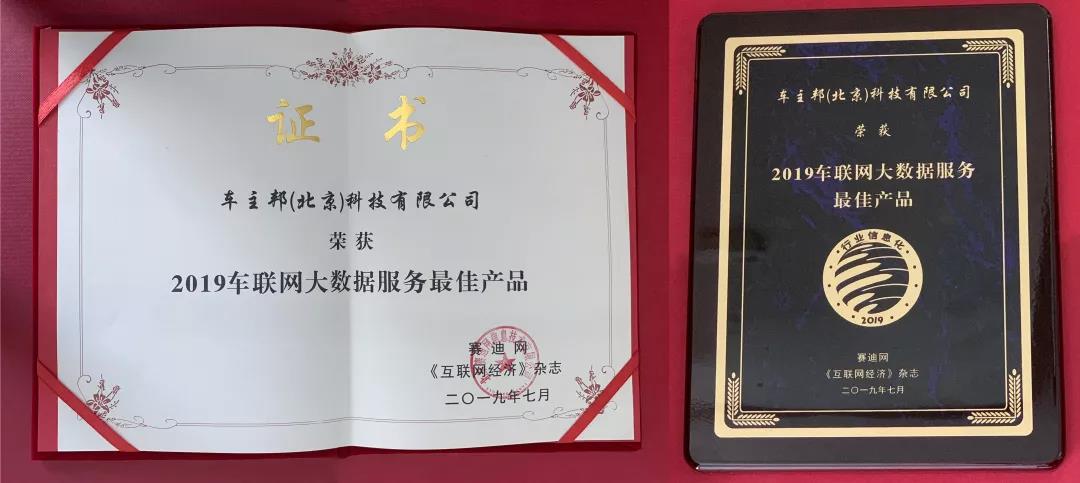 证 书
车主邦(北京)科技有限公司
荣获
2019车联网大数据服务最佳产品
赛迪网
《互联网经济》杂志
二〇一九年七月
车主邦(北京)科技有限公司
荣获
2019车联网大数据服务
最佳产品
行业信息化
2019
赛迪网
《互联网经济》杂志
二〇一九年七月